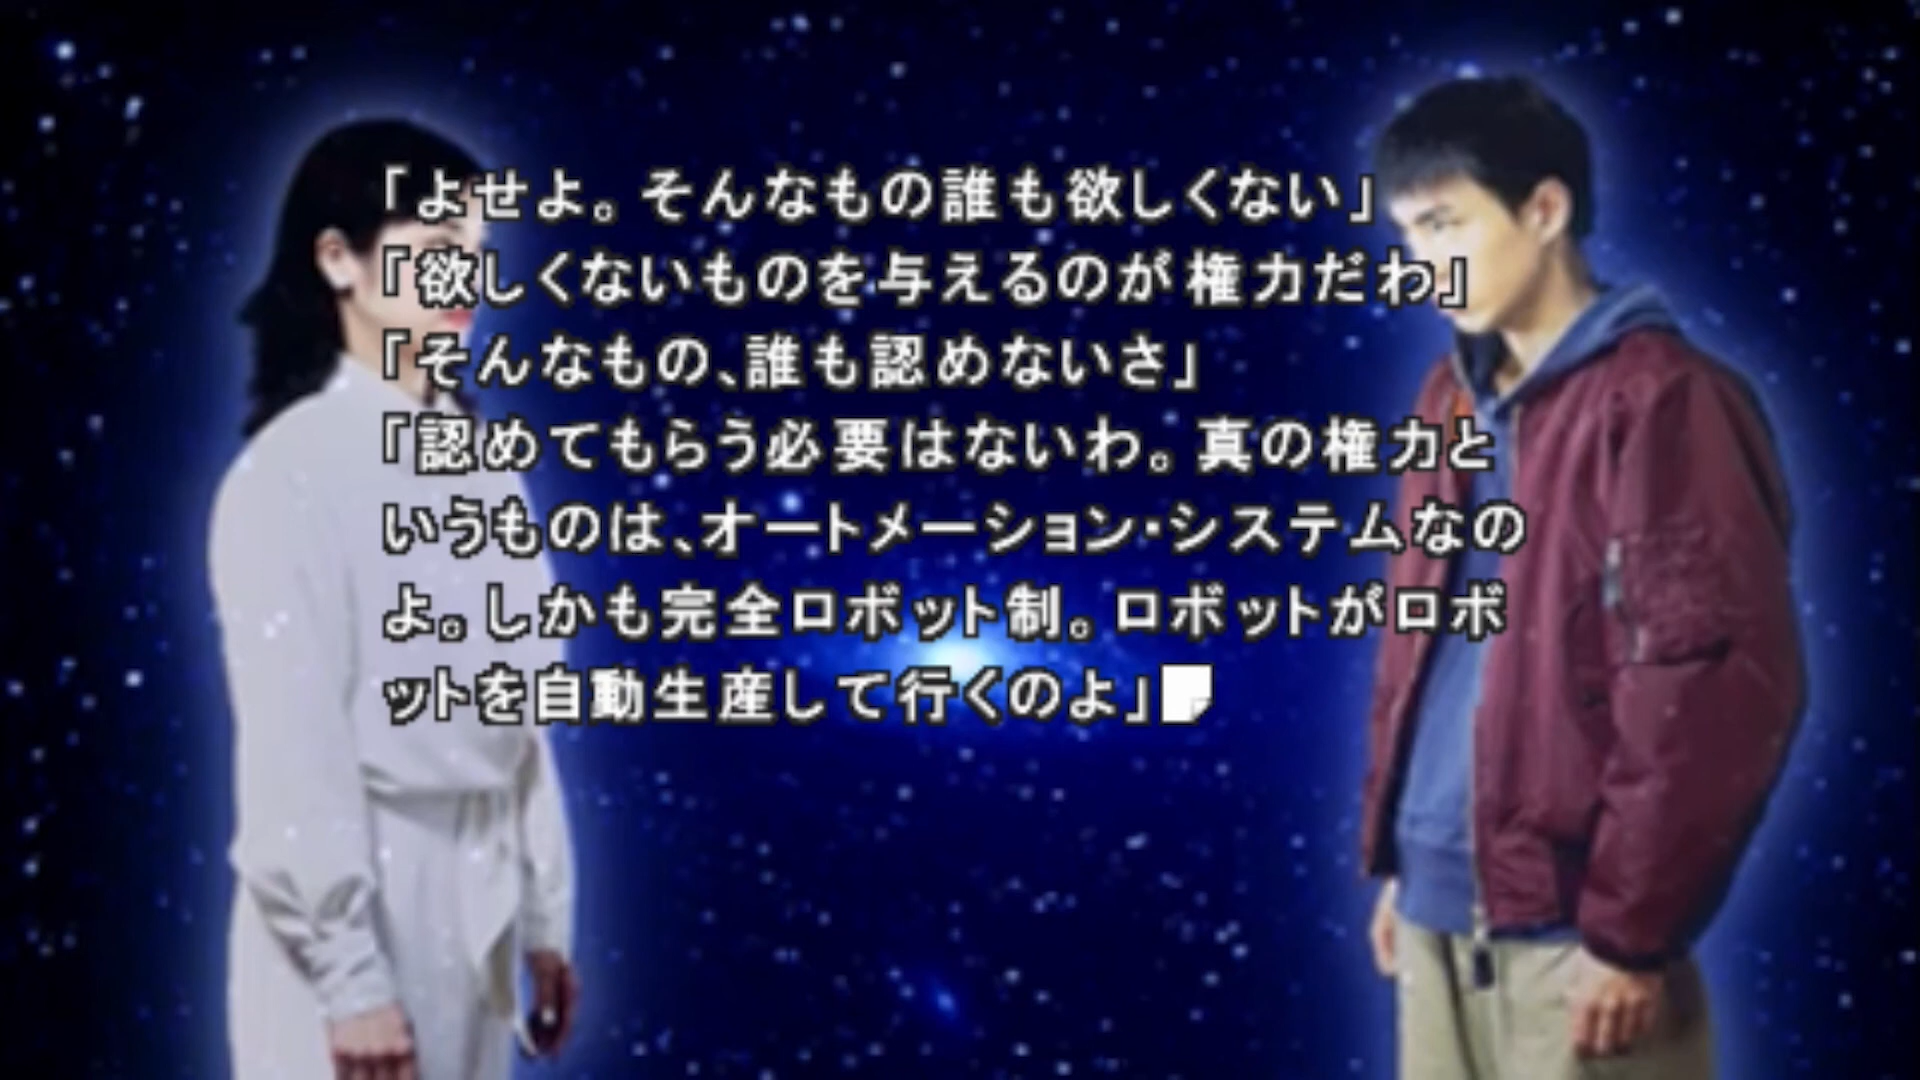 「よせよ。そんなもの誰も欲しくない」
「欲しくないものを与えるのが権力だわ」
「そんなもの、誰も認めないさ」
「認めてもらう必要はないわ。真の権力と
いうものは、オートメーション・システムなの
よ。しかも完全ロボット制。ロボットがロボ
ットを自動生産して行くのよ」